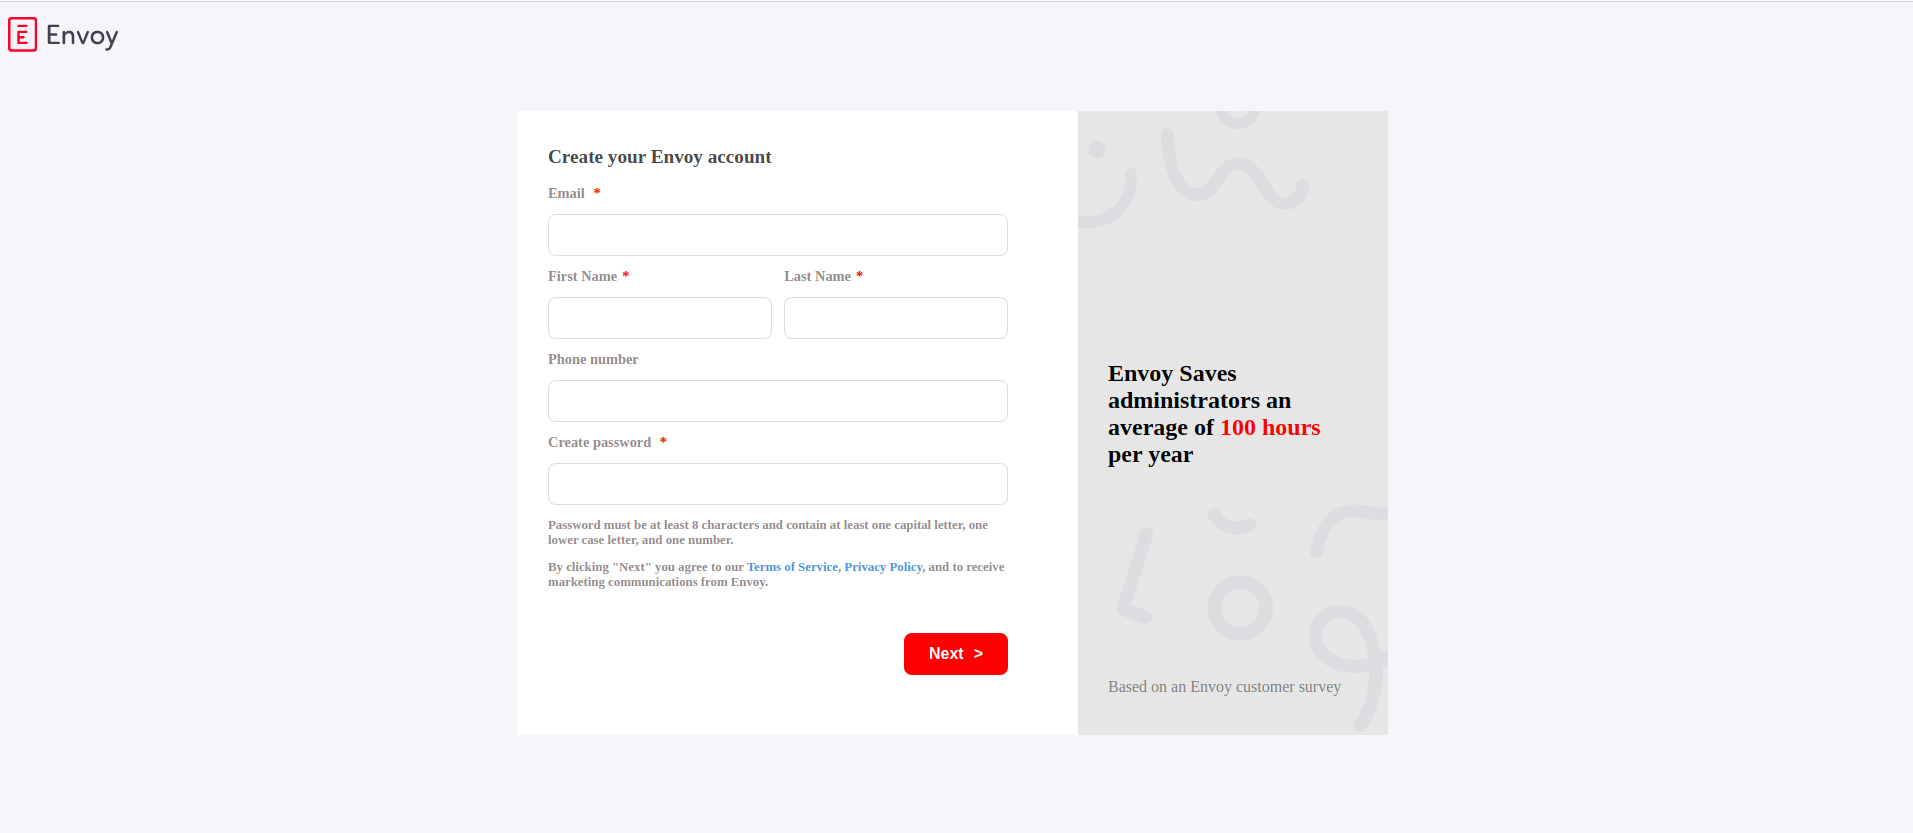 Envoy
Create your Envoy account
Email *
First Name *
Last Name *
Phone number
Create password *
Password must be at least 8 characters and contain at least one capital letter, one
lower case letter, and one number.
By clicking "Next" you agree to our Terms of Service, Privacy Policy, and to receive
marketing communications from Envoy.
Next >
Envoy Saves
administrators an
average of 100 hours
per year
Based on an Envoy customer survey